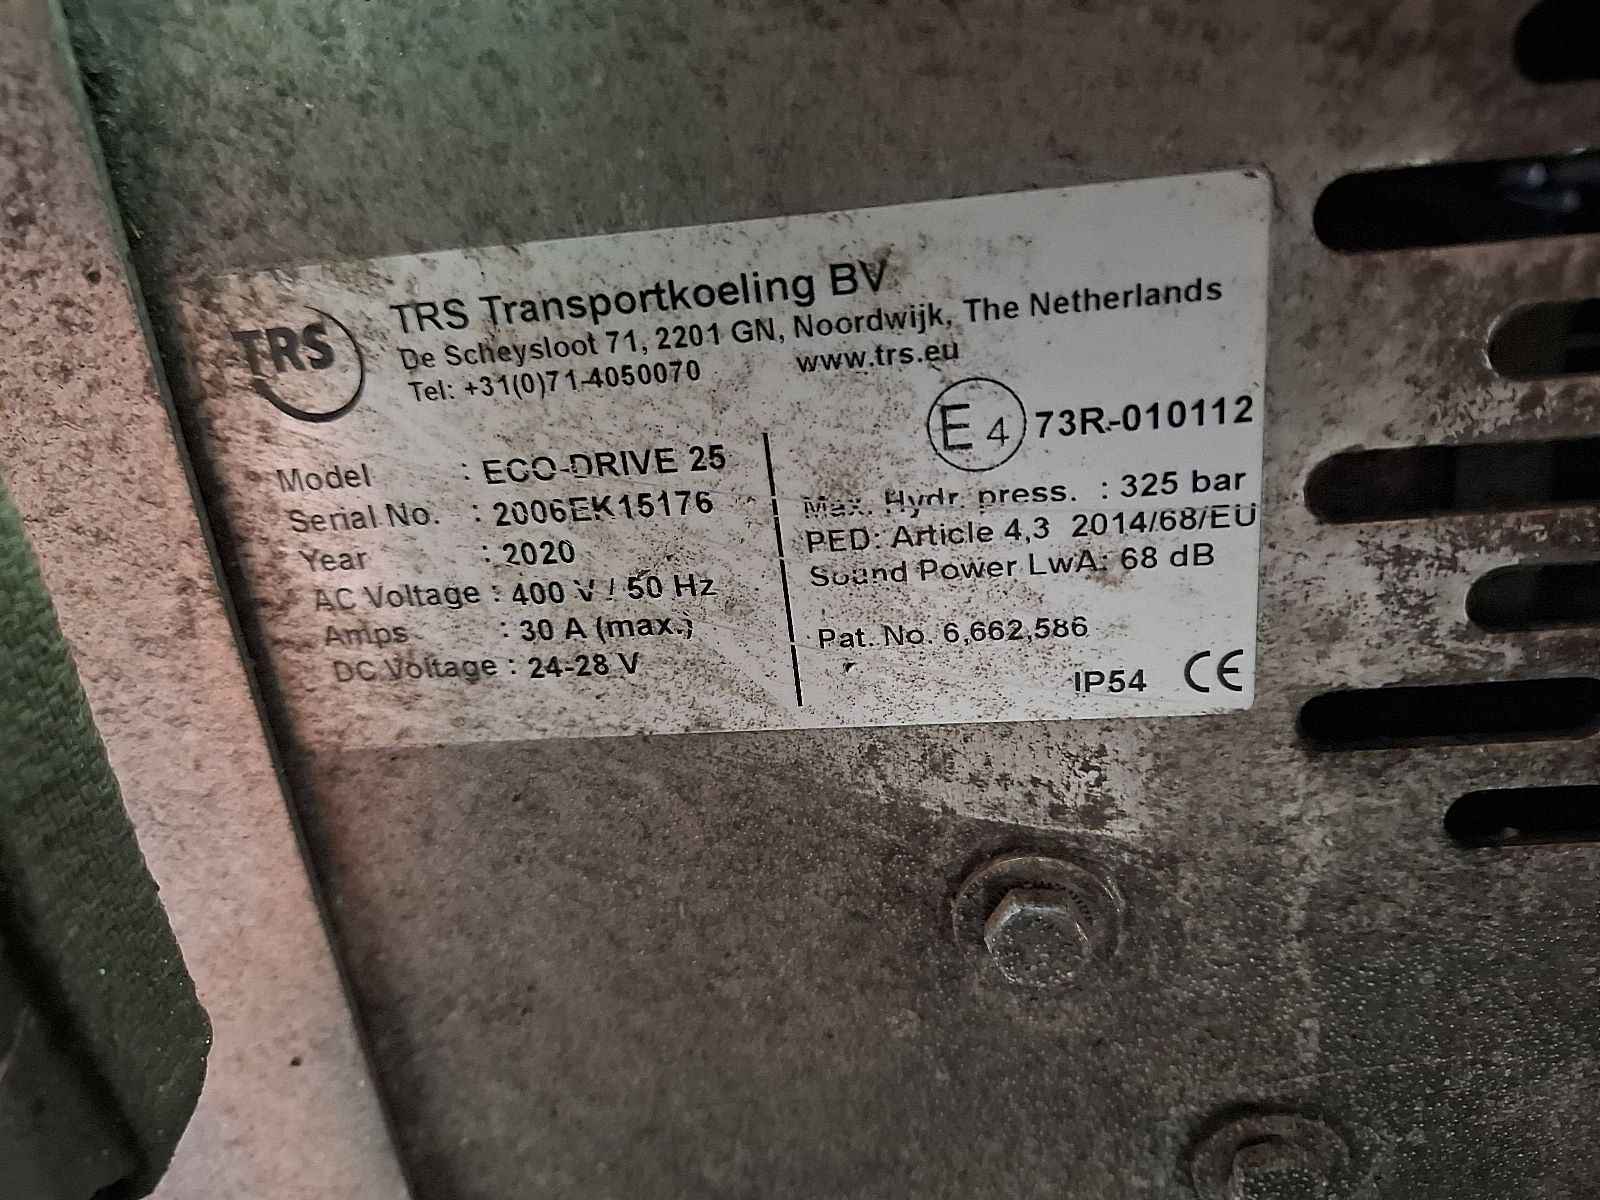 TRS
TRS Transportkoeling BV
De Scheysloot 71, 2201 GN, Noordwijk, The Netherlands
Tel: +31(0)71-4050070 www.trs.eu
E4 73R-010112
Model : ECO-DRIVE 25
Serial No. : 2006EK15176
Year : 2020
AC Voltage : 400 V / 50 Hz
Amps : 30 A (max.)
DC Voltage : 24-28 V
Max. Hydr. press. : 325 bar
PED: Article 4,3 2014/68/EU
Sound Power LwA: 68 dB
Pat. No. 6,662,586
IP54 CE